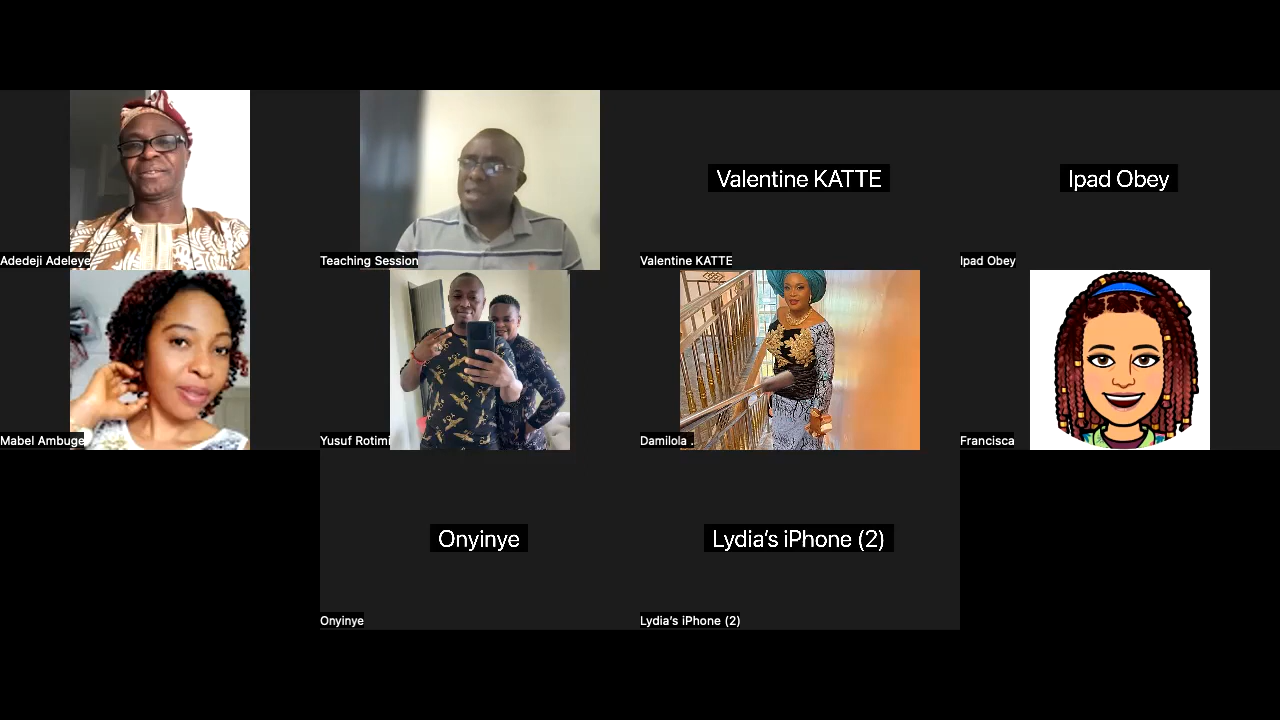 Valentine KATTE
Ipad Obey
Adedeji Adeleye
Teaching Session
Valentine KATTE
Ipad Obey
Mabel Ambuge
Yusuf Rotimi
Damilola .
Francisca
Onyinye
Lydia's iPhone (2)
Onyinye
Lydia's iPhone (2)